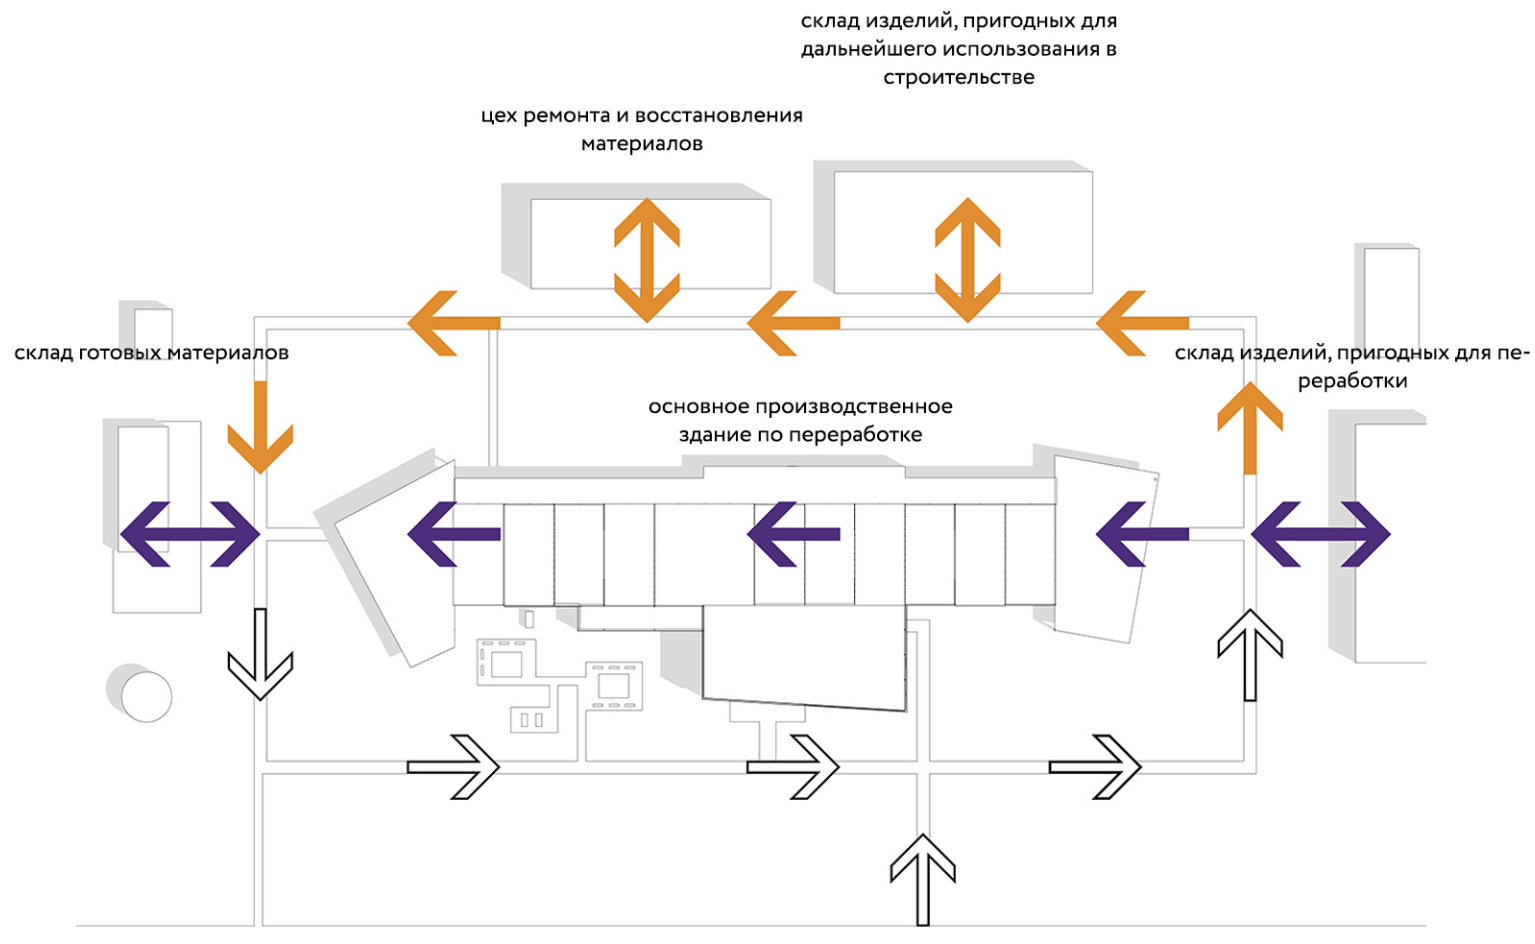 склад изделий, пригодных для
дальнейшего использования в
строительстве
цех ремонта и восстановления
материалов
склад готовых материалов
склад изделий, пригодных для пе-
реработки
основное производственное
здание по переработке